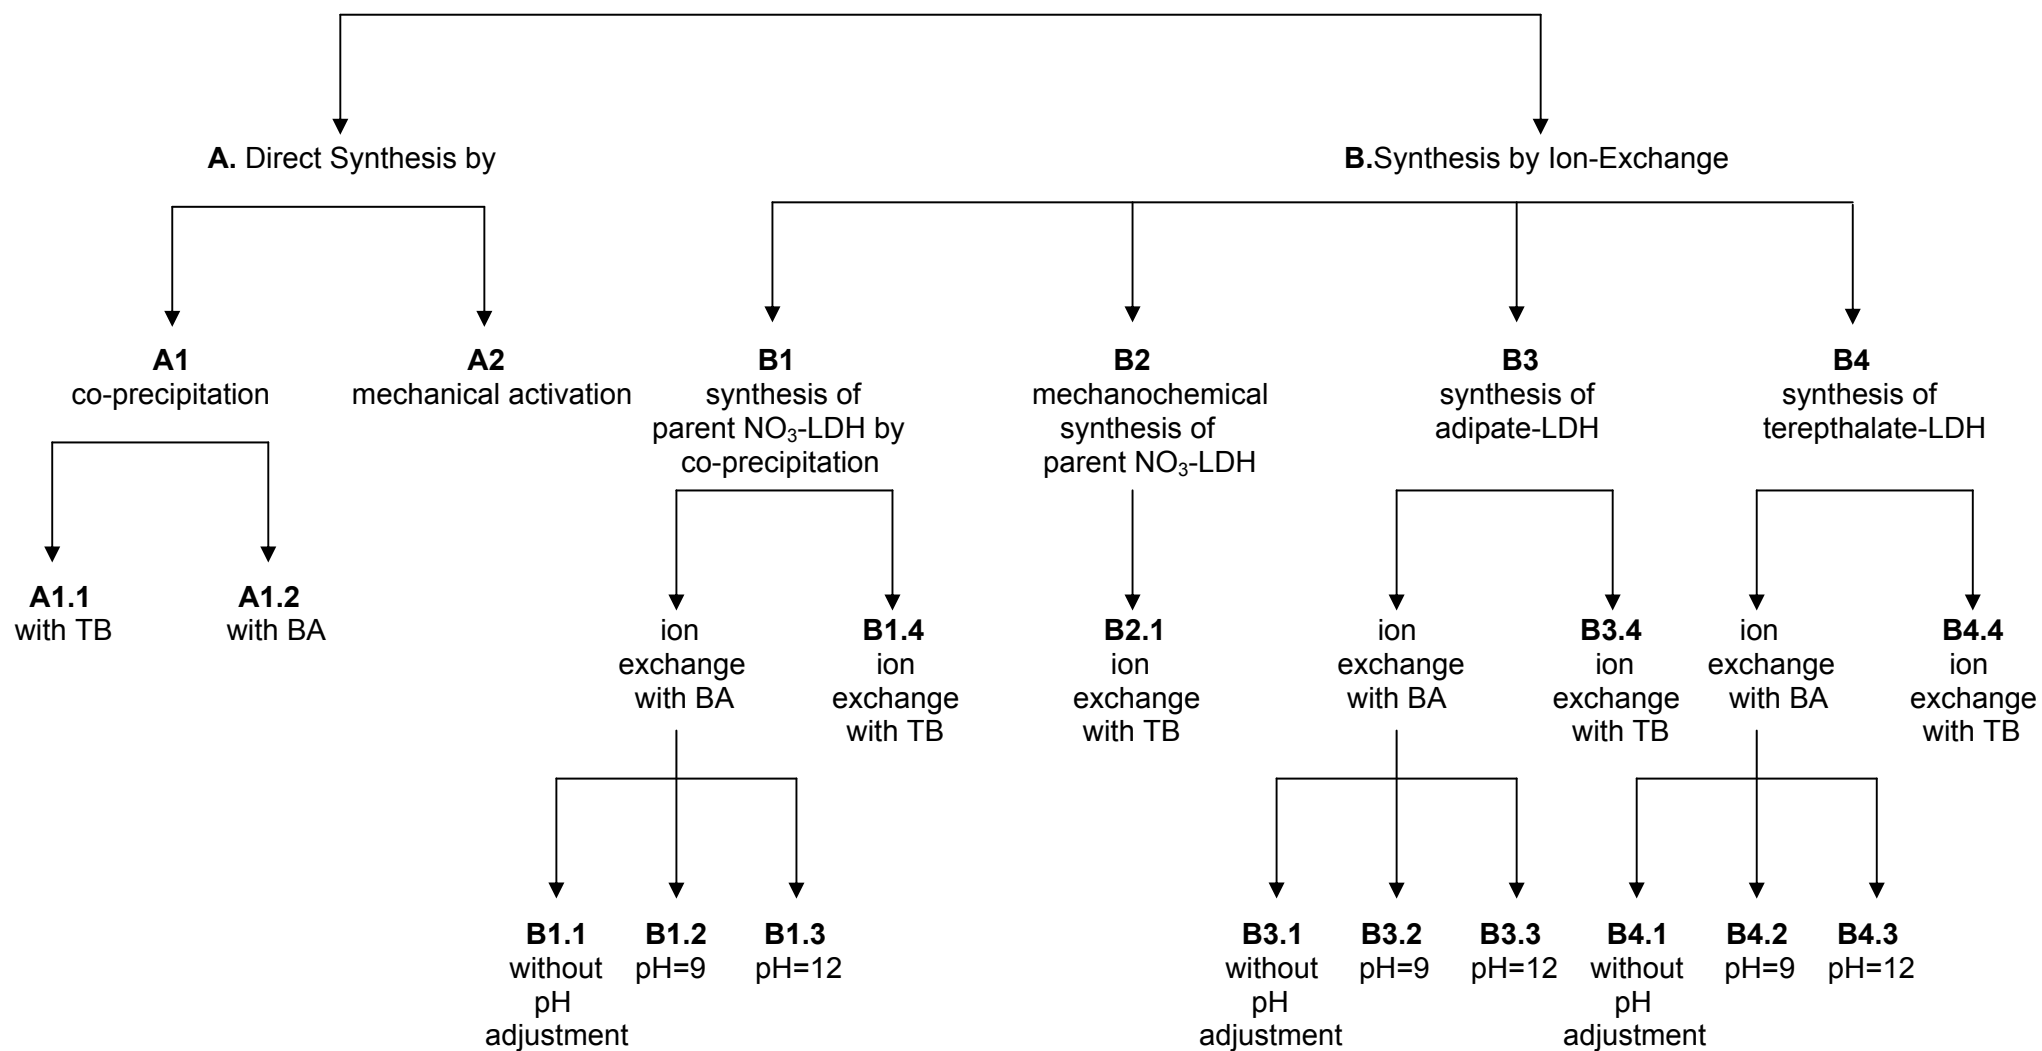 A. Direct Synthesis by
B.Synthesis by Ion-Exchange
A1
co-precipitation
A2
mechanical activation
B1
synthesis of
parent NO₃-LDH by
co-precipitation
B2
mechanochemical
synthesis of
parent NO₃-LDH
B3
synthesis of
adipate-LDH
B4
synthesis of
terepthalate-LDH
A1.1
with TB
A1.2
with BA
ion
exchange
with BA
B1.4
ion
exchange
with TB
B2.1
ion
exchange
with TB
ion
exchange
with BA
B3.4
ion
exchange
with TB
ion
exchange
with BA
B4.4
ion
exchange
with TB
B1.1
without
pH
adjustment
B1.2
pH=9
B1.3
pH=12
B3.1
without
pH
adjustment
B3.2
pH=9
B3.3
pH=12
B4.1
without
pH
adjustment
B4.2
pH=9
B4.3
pH=12